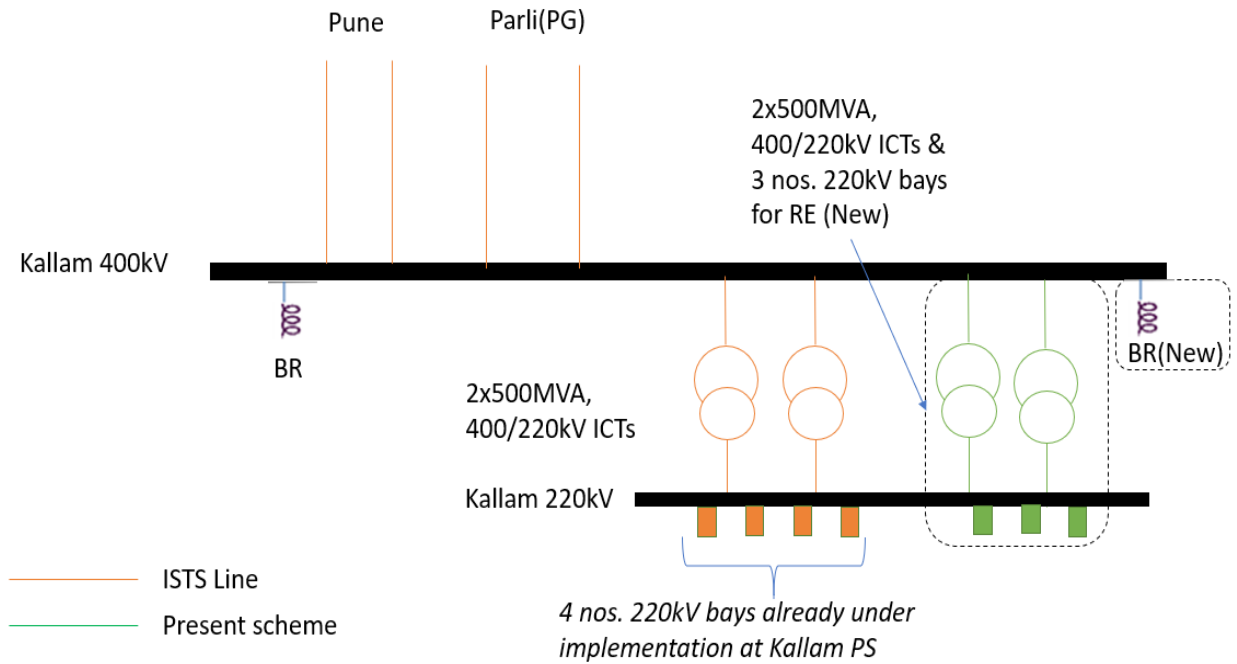 Pune
Parli(PG)
2x500MVA,
400/220kV ICTs &
3 nos. 220kV bays
for RE (New)
Kallam 400kV
BR
BR(New)
2x500MVA,
400/220kV ICTs
Kallam 220kV
ISTS Line
Present scheme
4 nos. 220kV bays already under
implementation at Kallam PS